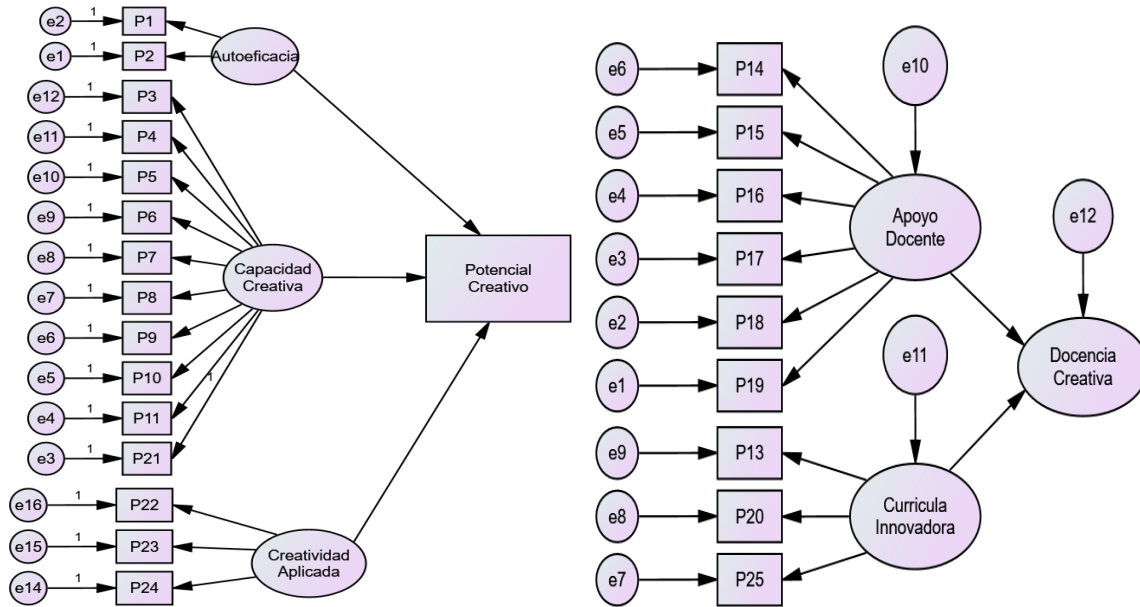 e2 1 P1
e1 1 P2
Autoeficacia
e12 1 P3
e11 1 P4
e10 1 P5
e9 1 P6
e8 1 P7
e7 1 P8
e6 1 P9
e5 1 P10
1
e4 1 P11
e3 1 P21
Capacidad
Creativa
e16 1 P22
e15 1 P23
e14 1 P24
Creatividad
Aplicada
Potencial
Creativo
e6 P14
e5 P15
e4 P16
e3 P17
e2 P18
e1 P19
e10
Apoyo
Docente
e9 P13
e8 P20
e7 P25
e11
Curricula
Innovadora
e12
Docencia
Creativa